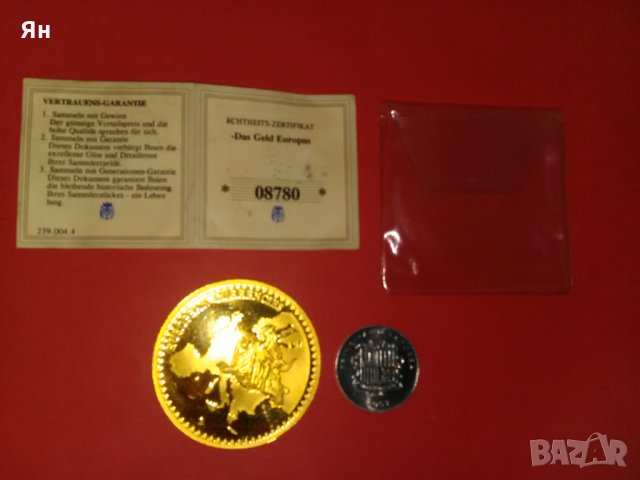 Ян
VERTRAUENS-GARANTIE
1. Sammeln mit Gewinn
Der günstige Vorteilspreis und die
hohe Qualität sprechen für sich.
2. Sammeln mit Garantie
Dieses Dokument verbürgt Ihnen die
exzellente Güte und Detailtreue
Ihrer Sammlerrarität.
3. Sammeln mit Generationen-Garantie
Dieses Dokument garantiert Ihnen
die bleibende historische Bedeutung
Ihres Sammlerstückes - ein Leben
lang.
239.004.4
ECHTHEITS-ZERTIFIKAT
-Das Geld Europas
* 08780 *
BAZAR